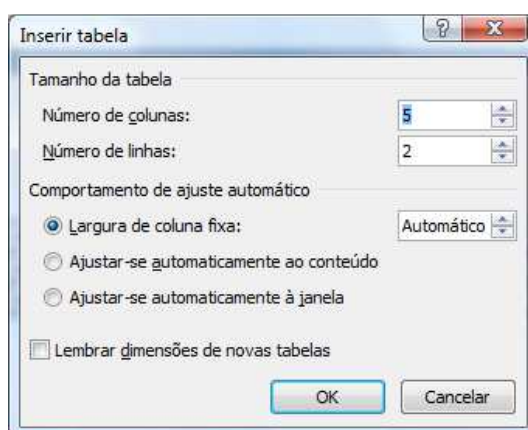 Inserir tabela
Tamanho da tabela
Número de colunas: 5
Número de linhas: 2
Comportamento de ajuste automático
Largura de coluna fixa: Automático
Ajustar-se automaticamente ao conteúdo
Ajustar-se automaticamente à janela
Lembrar dimensões de novas tabelas
OK Cancelar